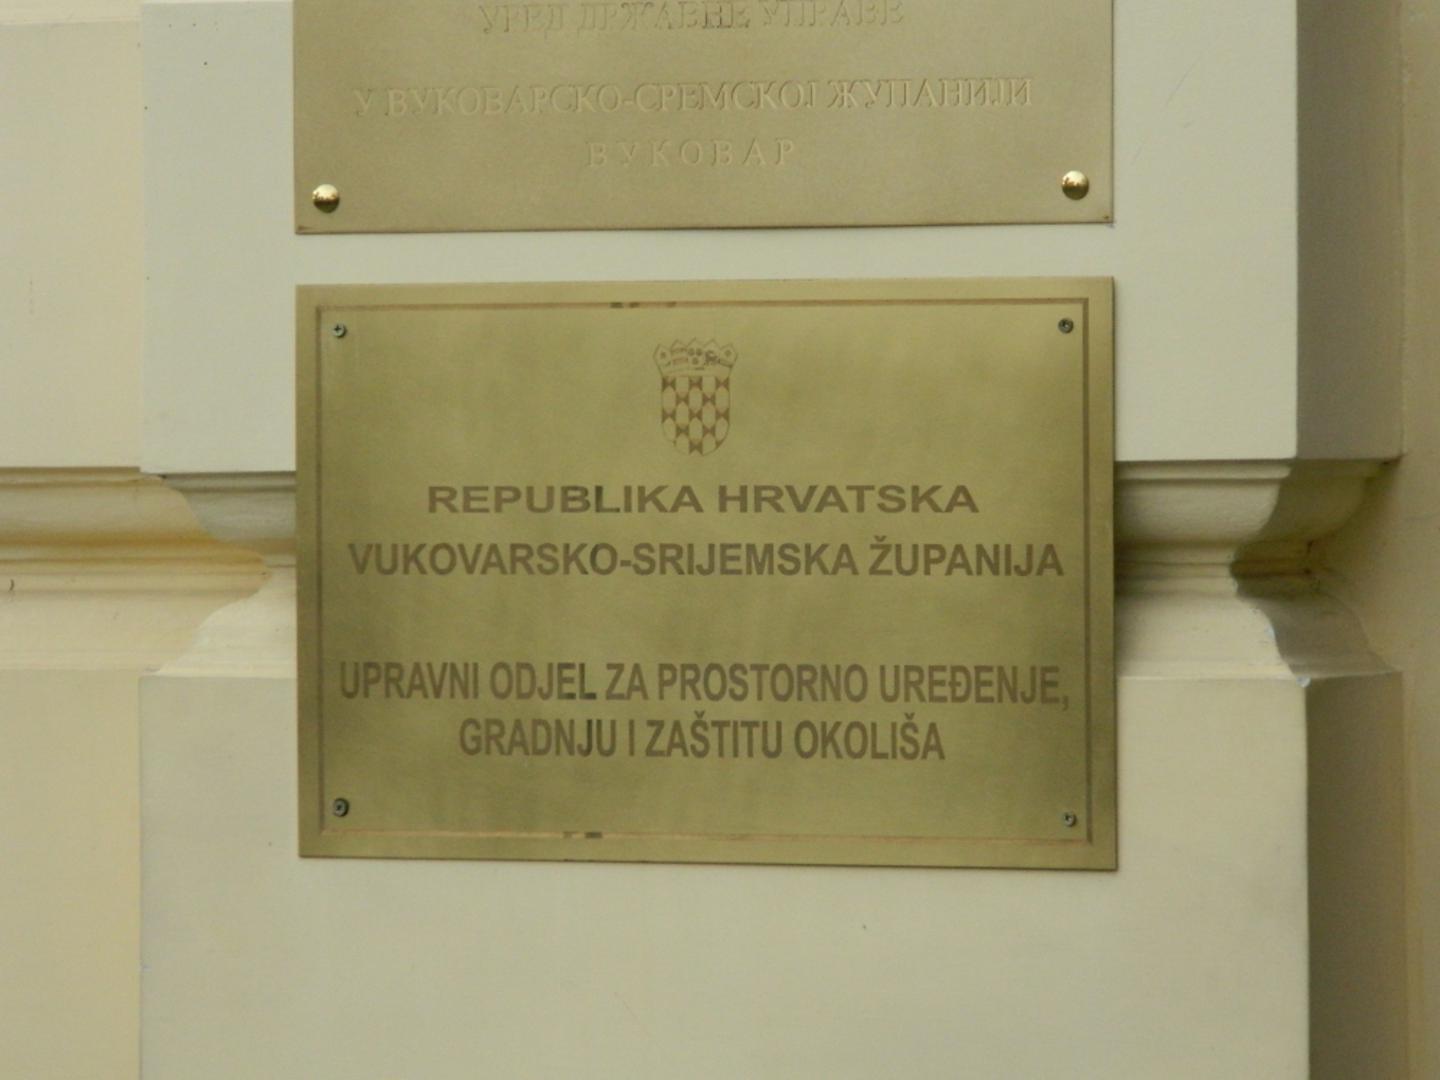 УРЕД ДРЖАВНЕ УПРАВЕ
У ВУКОВАРСКО-СРЕМСКОЈ ЖУПАНИЈИ
ВУКОВАР
REPUBLIKA HRVATSKA
VUKOVARSKO-SRIJEMSKA ŽUPANIJA
UPRAVNI ODJEL ZA PROSTORNO UREĐENJE,
GRADNJU I ZAŠTITU OKOLIŠA